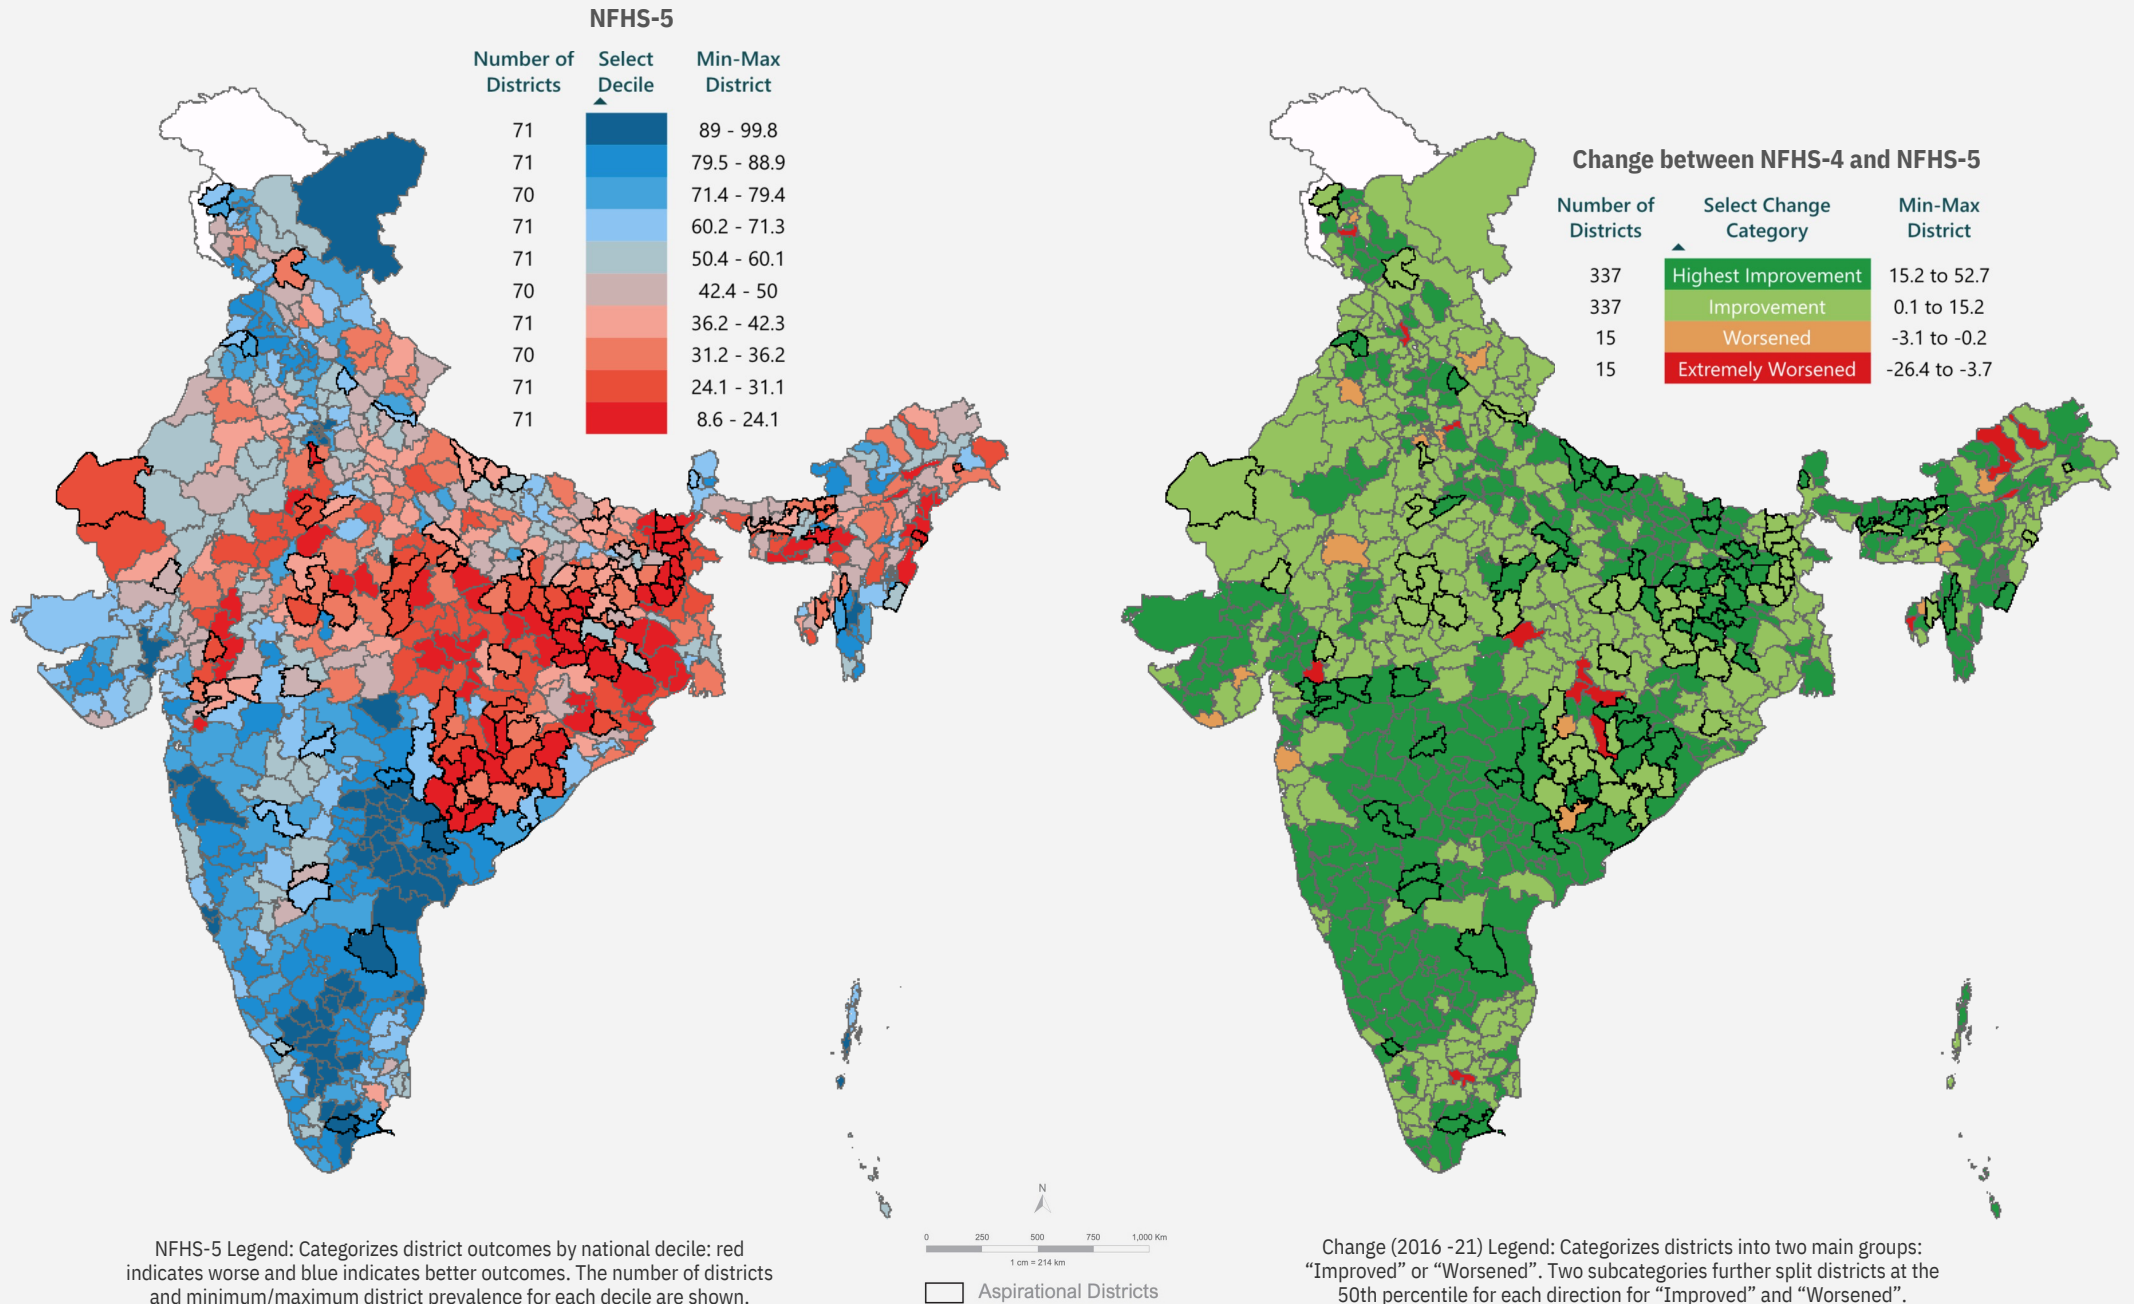 NFHS-5
Number of Districts Select Decile Min-Max District
71 89 - 99.8
71 79.5 - 88.9
70 71.4 - 79.4
71 60.2 - 71.3
71 50.4 - 60.1
70 42.4 - 50
71 36.2 - 42.3
70 31.2 - 36.2
71 24.1 - 31.1
71 8.6 - 24.1
Change between NFHS-4 and NFHS-5
Number of Districts Select Change Category Min-Max District
337 Highest Improvement 15.2 to 52.7
337 Improvement 0.1 to 15.2
15 Worsened -3.1 to -0.2
15 Extremely Worsened -26.4 to -3.7
NFHS-5 Legend: Categorizes district outcomes by national decile: red
indicates worse and blue indicates better outcomes. The number of districts
and minimum/maximum district prevalence for each decile are shown.
N
0 250 500 750 1,000 Km
1 cm = 214 km
Aspirational Districts
Change (2016 -21) Legend: Categorizes districts into two main groups:
“Improved” or “Worsened”. Two subcategories further split districts at the
50th percentile for each direction for “Improved” and “Worsened”.